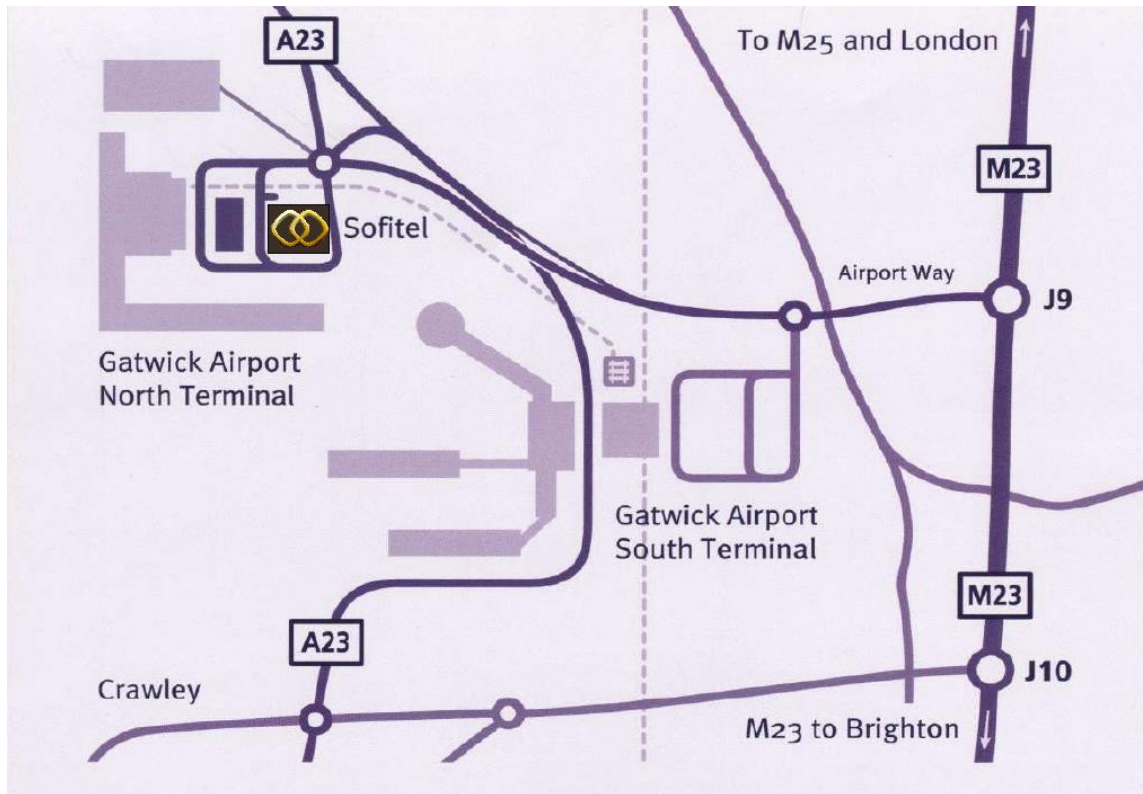 A23
To M25 and London
M23
Sofitel
Airport Way
J9
Gatwick Airport
North Terminal
Gatwick Airport
South Terminal
M23
A23
J10
Crawley
M23 to Brighton